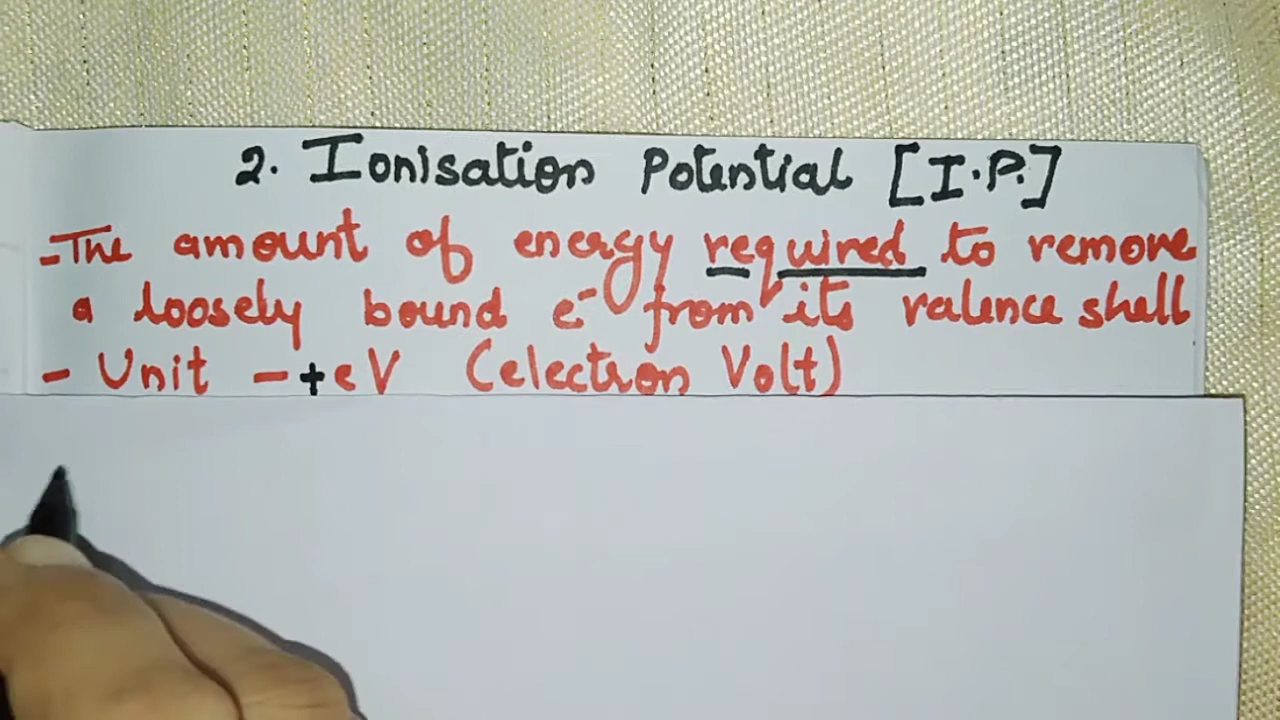 2. Ionisation Potential [I.P.]
-The amount of energy required to remove
a loosely bound e⁻ from its valence shell
- Unit - +eV (electron Volt)